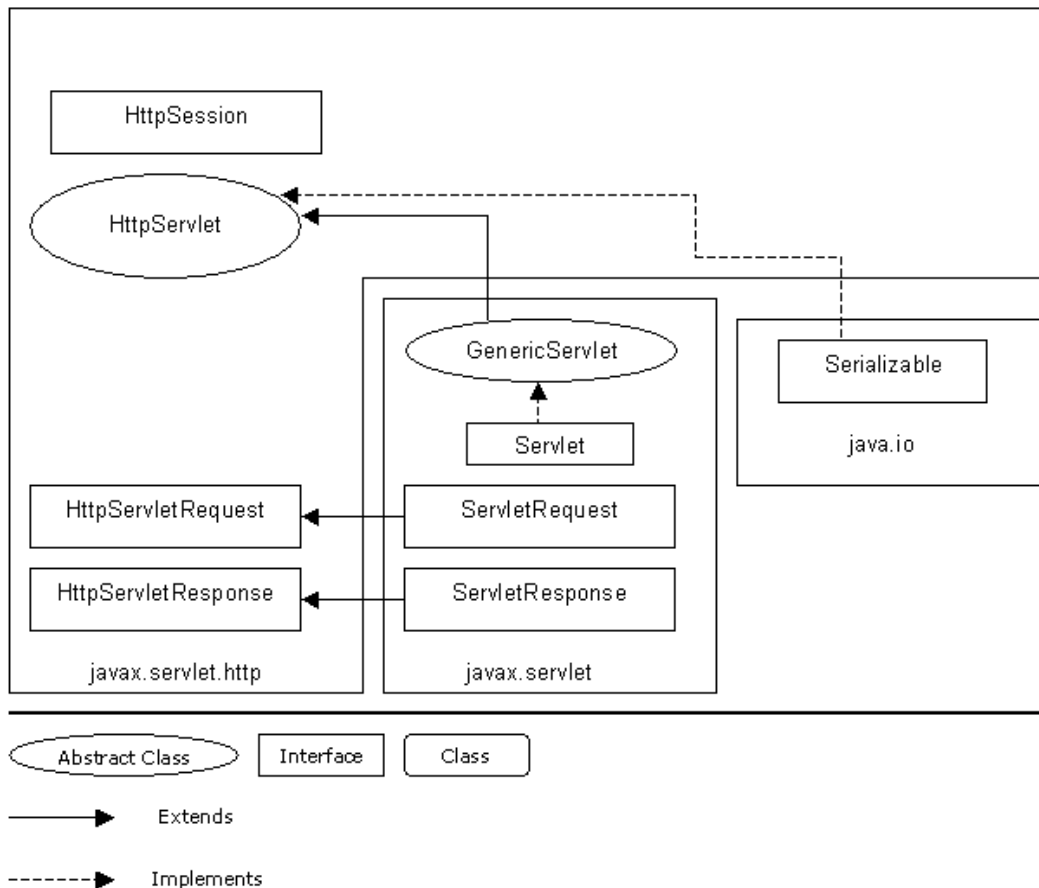 HttpSession
HttpServlet
GenericServlet
Serializable
Servlet
java.io
HttpServletRequest
ServletRequest
HttpServletResponse
ServletResponse
javax.servlet.http
javax.servlet
Abstract Class
Interface
Class
Extends
Implements